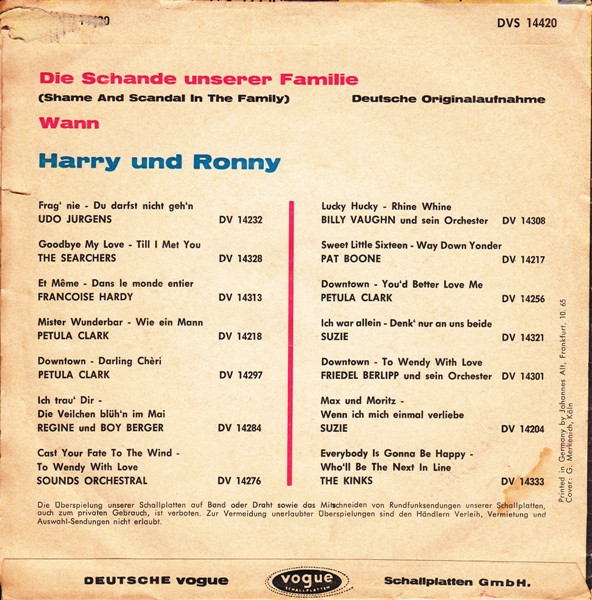 14420
DVS 14420
Die Schande unserer Familie
(Shame And Scandal In The Family) Deutsche Originalaufnahme
Wann
Harry und Ronny
Frag' nie - Du darfst nicht geh'n
UDO JURGENS DV 14232
Goodbye My Love - Till I Met You
THE SEARCHERS DV 14328
Et Même - Dans le monde entier
FRANCOISE HARDY DV 14313
Mister Wunderbar - Wie ein Mann
PETULA CLARK DV 14218
Downtown - Darling Chèri
PETULA CLARK DV 14297
Ich trau' Dir -
Die Veilchen blüh'n im Mai
REGINE und BOY BERGER DV 14284
Cast Your Fate To The Wind -
To Wendy With Love
SOUNDS ORCHESTRAL DV 14276
Lucky Hucky - Rhine Whine
BILLY VAUGHN und sein Orchester DV 14308
Sweet Little Sixteen - Way Down Yonder
PAT BOONE DV 14217
Downtown - You'd Better Love Me
PETULA CLARK DV 14256
Ich war allein - Denk' nur an uns beide
SUZIE DV 14321
Downtown - To Wendy With Love
FRIEDEL BERLIPP und sein Orchester DV 14301
Max und Moritz -
Wenn ich mich einmal verliebe
SUZIE DV 14204
Everybody Is Gonna Be Happy -
Who'll Be The Next In Line
THE KINKS DV 14333
Printed in Germany by Johannes Alt, Frankfurt, 10. 65
Cover: G. Merkenich, Köln
Die Überspielung unserer Schallplatten auf Band oder Draht sowie das Mitschneiden von Rundfunksendungen unserer Schallplatten,
auch zum privaten Gebrauch, ist verboten. Zur Vermeidung unerlaubter Überspielungen sind den Händlern Verleih, Vermietung und
Auswahl-Sendungen nicht erlaubt.
DEUTSCHE vogue vogue Schallplatten GmbH.
SCHALLPLATTEN